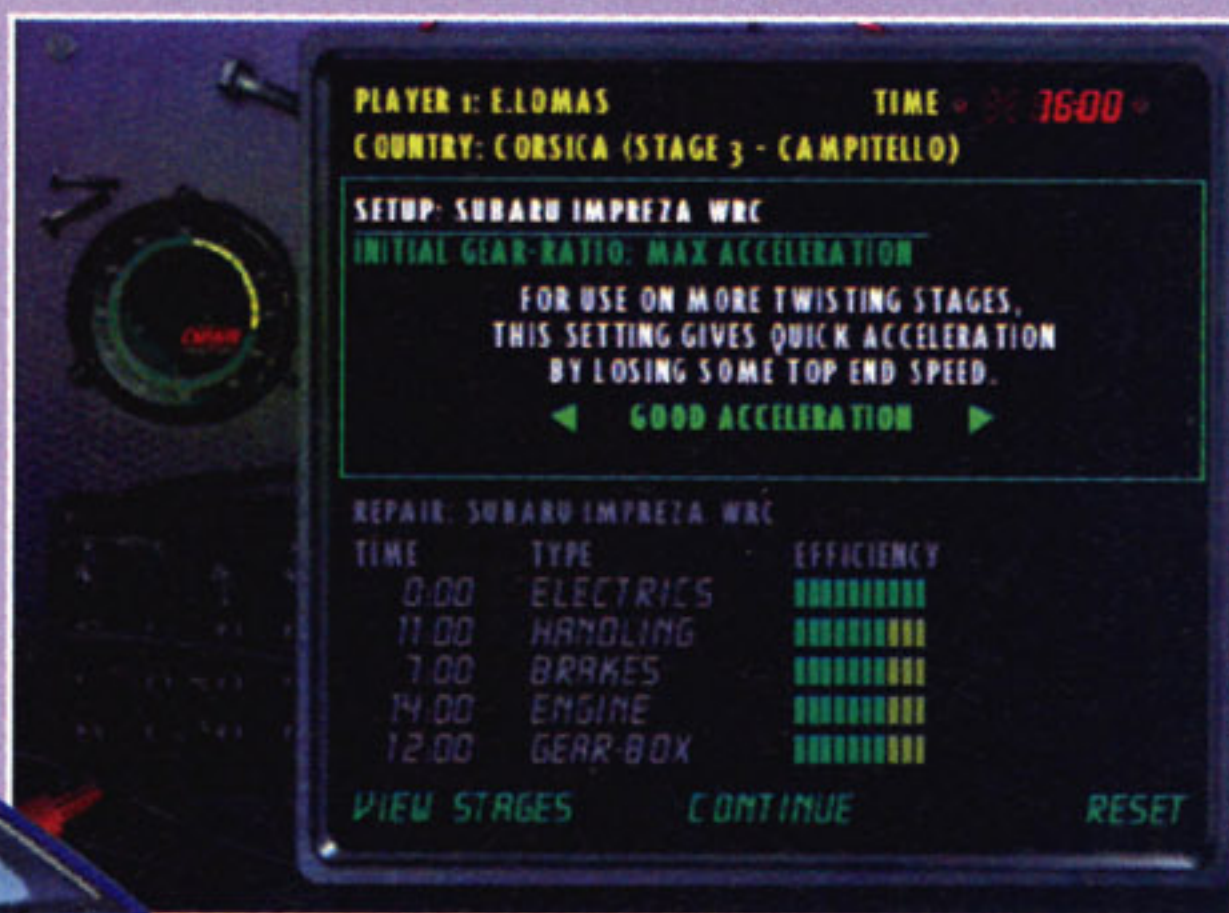 PLAYER 1: E.LOMAS TIME 16:00
COUNTRY: CORSICA (STAGE 3 - CAMPITELLO)
SETUP: SUBARU IMPREZA WRC
INITIAL GEAR-RATIO: MAX ACCELERATION
FOR USE ON MORE TWISTING STAGES,
THIS SETTING GIVES QUICK ACCELERATION
BY LOSING SOME TOP END SPEED.
GOOD ACCELERATION
REPAIR: SUBARU IMPREZA WRC
TIME TYPE EFFICIENCY
0:00 ELECTRICS
11:00 HANDLING
7:00 BRAKES
14:00 ENGINE
12:00 GEAR-BOX
VIEW STAGES CONTINUE RESET